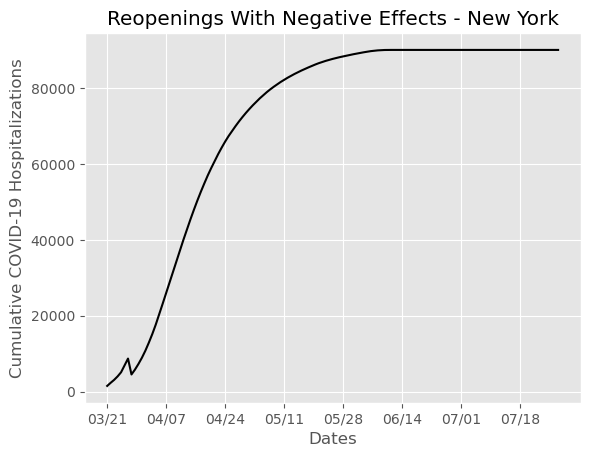 Reopenings With Negative Effects - New York
Cumulative COVID-19 Hospitalizations
80000
60000
40000
20000
0
03/21 04/07 04/24 05/11 05/28 06/14 07/01 07/18
Dates